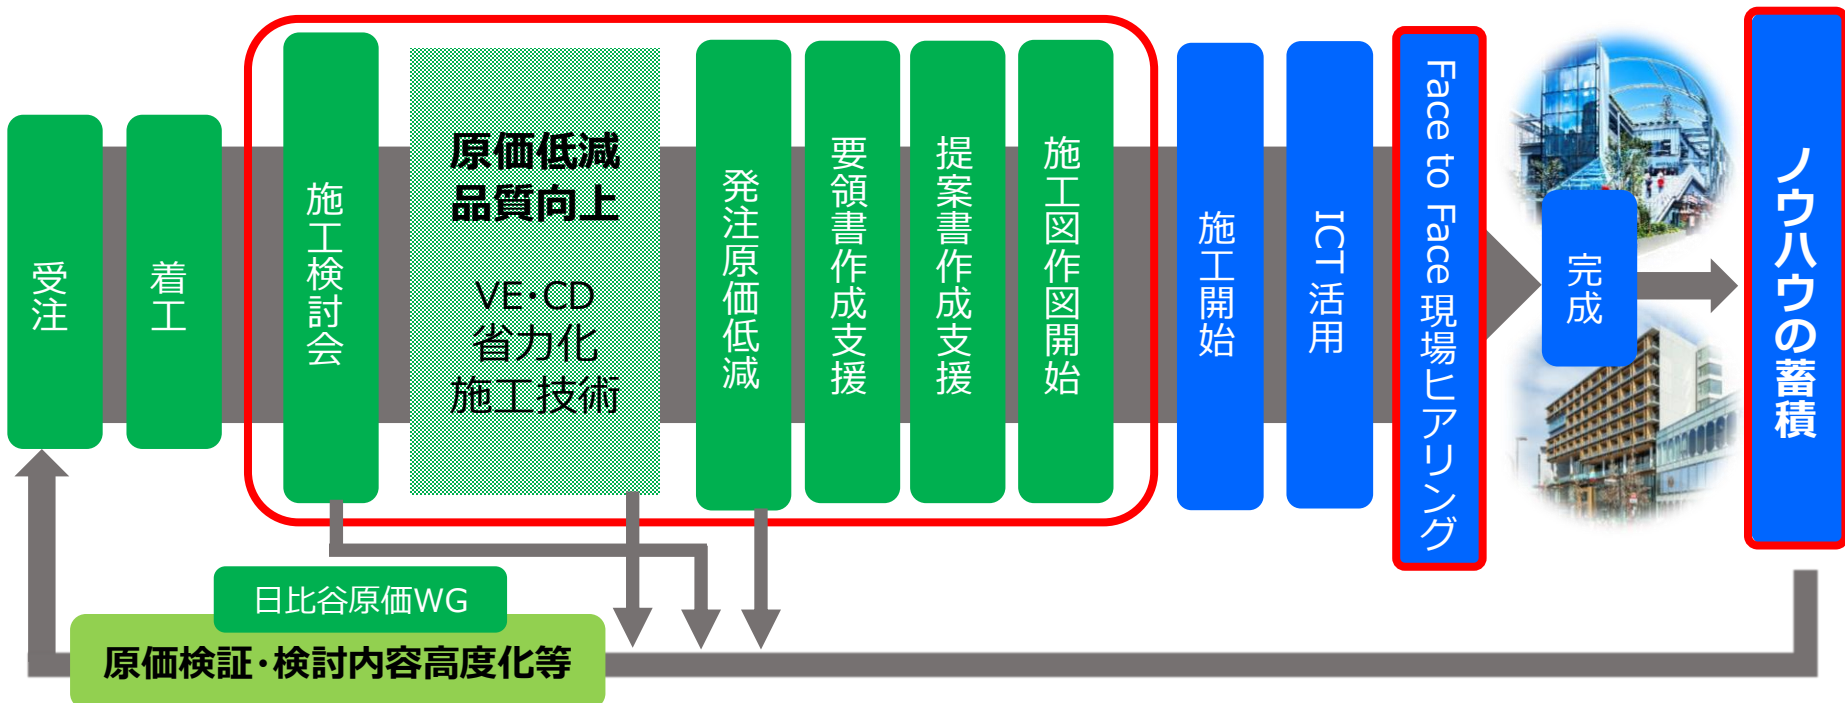 受注
着工
施工検討会
原価低減
品質向上
VE・CD
省力化
施工技術
発注原価低減
要領書作成支援
提案書作成支援
施工図作図開始
施工開始
ICT 活用
Face to Face 現場ヒアリング
完成
ノウハウの蓄積
日比谷原価WG
原価検証・検討内容高度化等